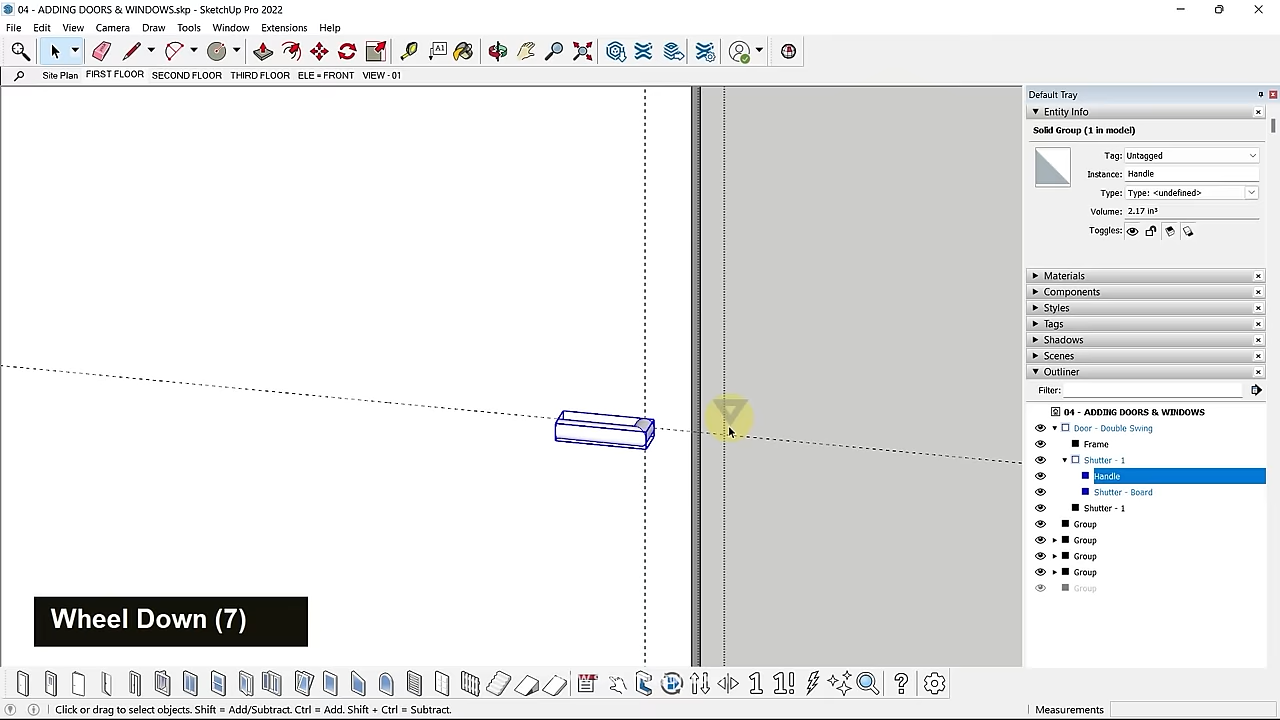 04 - ADDING DOORS & WINDOWS.skp - SketchUp Pro 2022
File Edit View Camera Draw Tools Window Extensions Help
Site Plan FIRST FLOOR SECOND FLOOR THIRD FLOOR ELE = FRONT VIEW - 01
Default Tray
Entity Info
Solid Group (1 in model)
Tag: Untagged
Instance: Handle
Type: Type: <undefined>
Volume: 2.17 in³
Toggles:
Materials
Components
Styles
Tags
Shadows
Scenes
Outliner
Filter:
04 - ADDING DOORS & WINDOWS
Door - Double Swing
Frame
Shutter - 1
Handle
Shutter - Board
Shutter - 1
Group
Group
Group
Group
Group
Wheel Down (7)
Click or drag to select objects. Shift = Add/Subtract. Ctrl = Add. Shift + Ctrl = Subtract.
Measurements